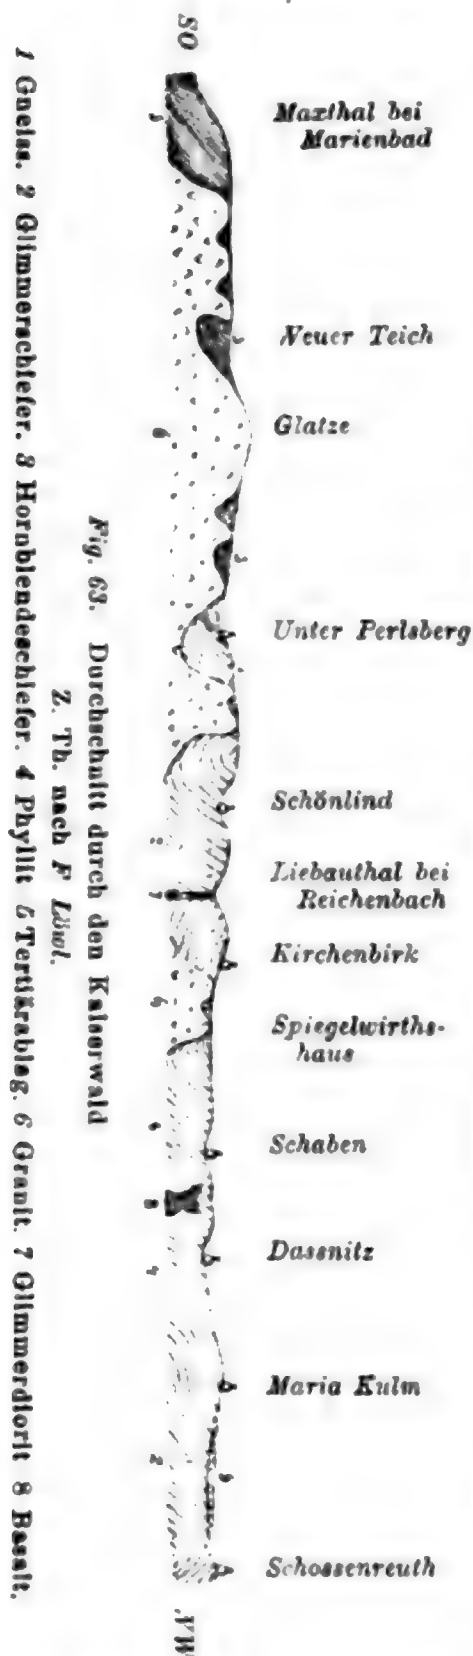 SO
Maxthal bei
Marienbad
Neuer Teich
Glatze
Unter Perlsberg
Schönlind
Liebauthal bei
Reichenbach
Kirchenbirk
Spiegelwirths-
haus
Schaben
Dassnitz
Maria Kulm
Schossenreuth
NW
Fig. 63. Durchschnitt durch den Kaiserwald
Z. Th. nach F Löwl.
1 Gneiss. 2 Glimmerschiefer. 3 Hornblendeschiefer. 4 Phyllit 5 Tertiärablag. 6 Granit. 7 Glimmerdiorit 8 Basalt.